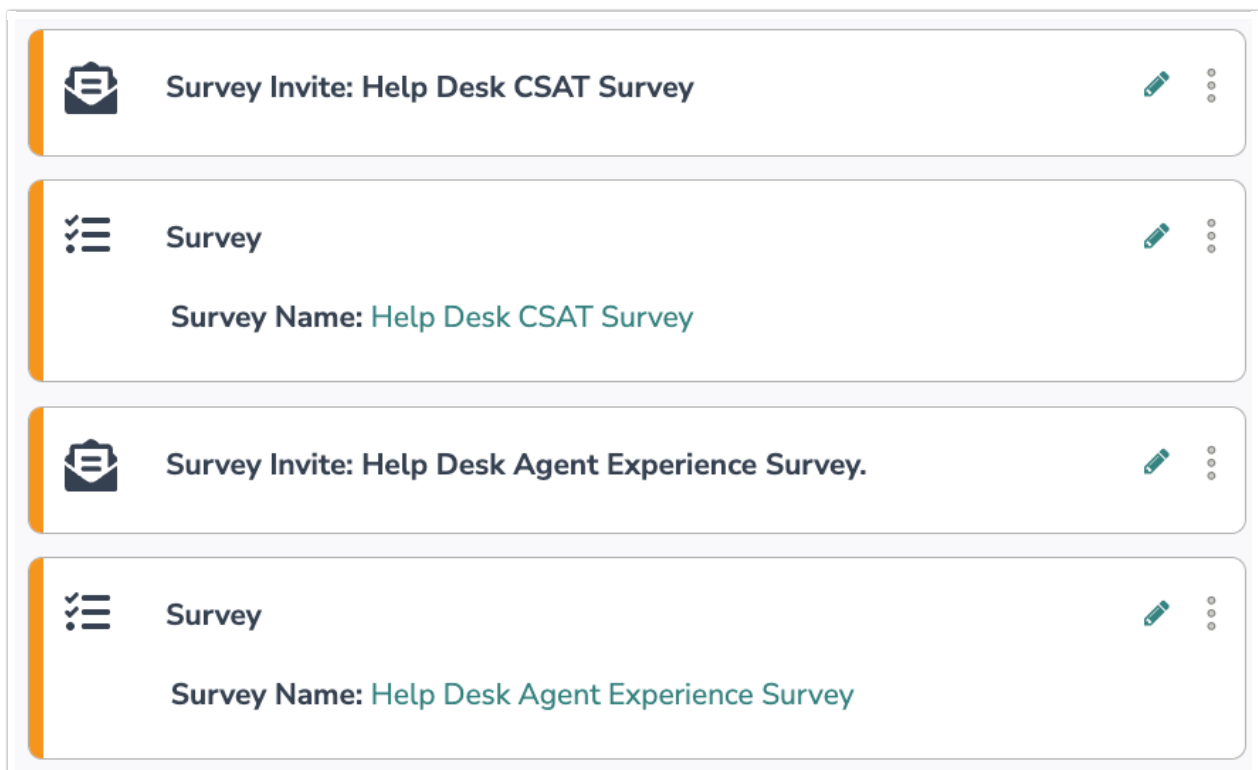 Survey Invite: Help Desk CSAT Survey
Survey
Survey Name: Help Desk CSAT Survey
Survey Invite: Help Desk Agent Experience Survey.
Survey
Survey Name: Help Desk Agent Experience Survey